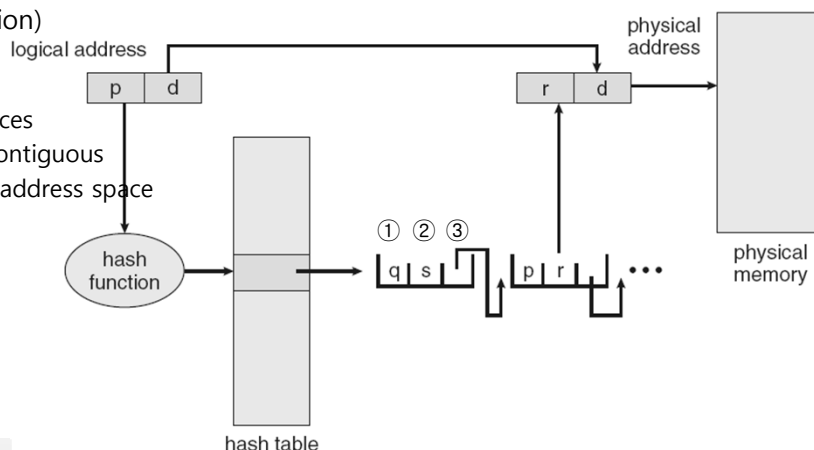 ion)
logical address
physical
address
p d
r d
ces
ontiguous
address space
① ② ③
hash
function
q s
p r
•••
physical
memory
hash table